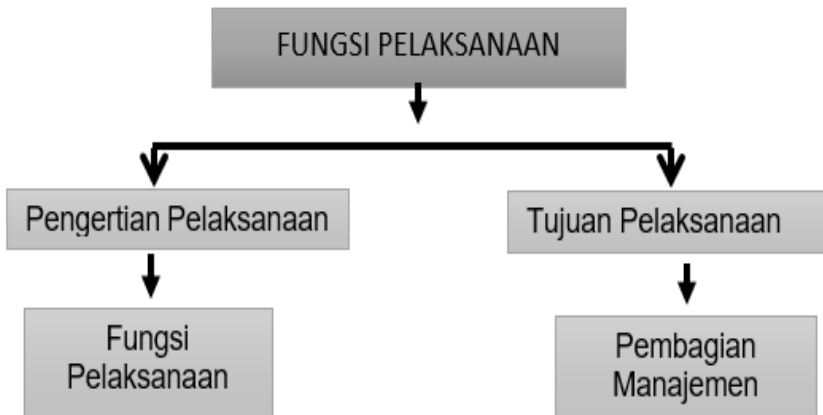 FUNGSI PELAKSANAAN
Pengertian Pelaksanaan
Tujuan Pelaksanaan
Fungsi
Pelaksanaan
Pembagian
Manajemen